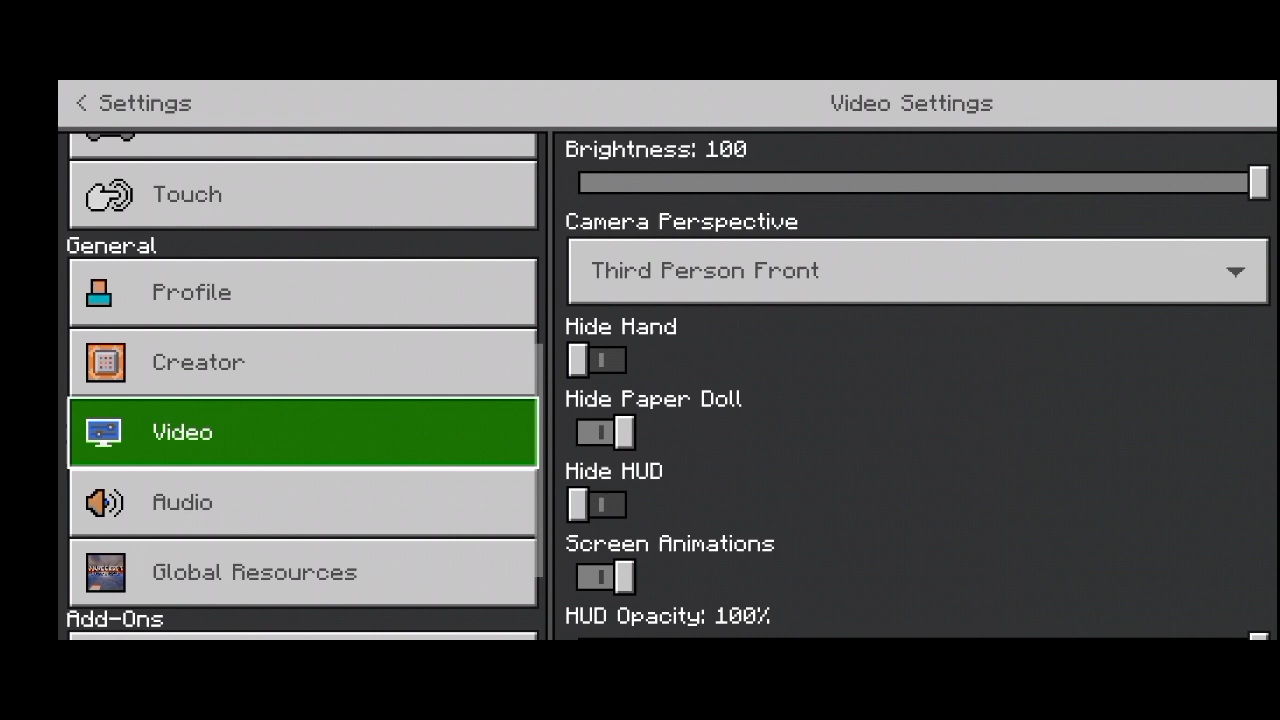 < Settings
Video Settings
Touch
General
Profile
Creator
Video
Audio
Global Resources
Add-Ons
Brightness: 100
Camera Perspective
Third Person Front
Hide Hand
Hide Paper Doll
Hide HUD
Screen Animations
HUD Opacity: 100%